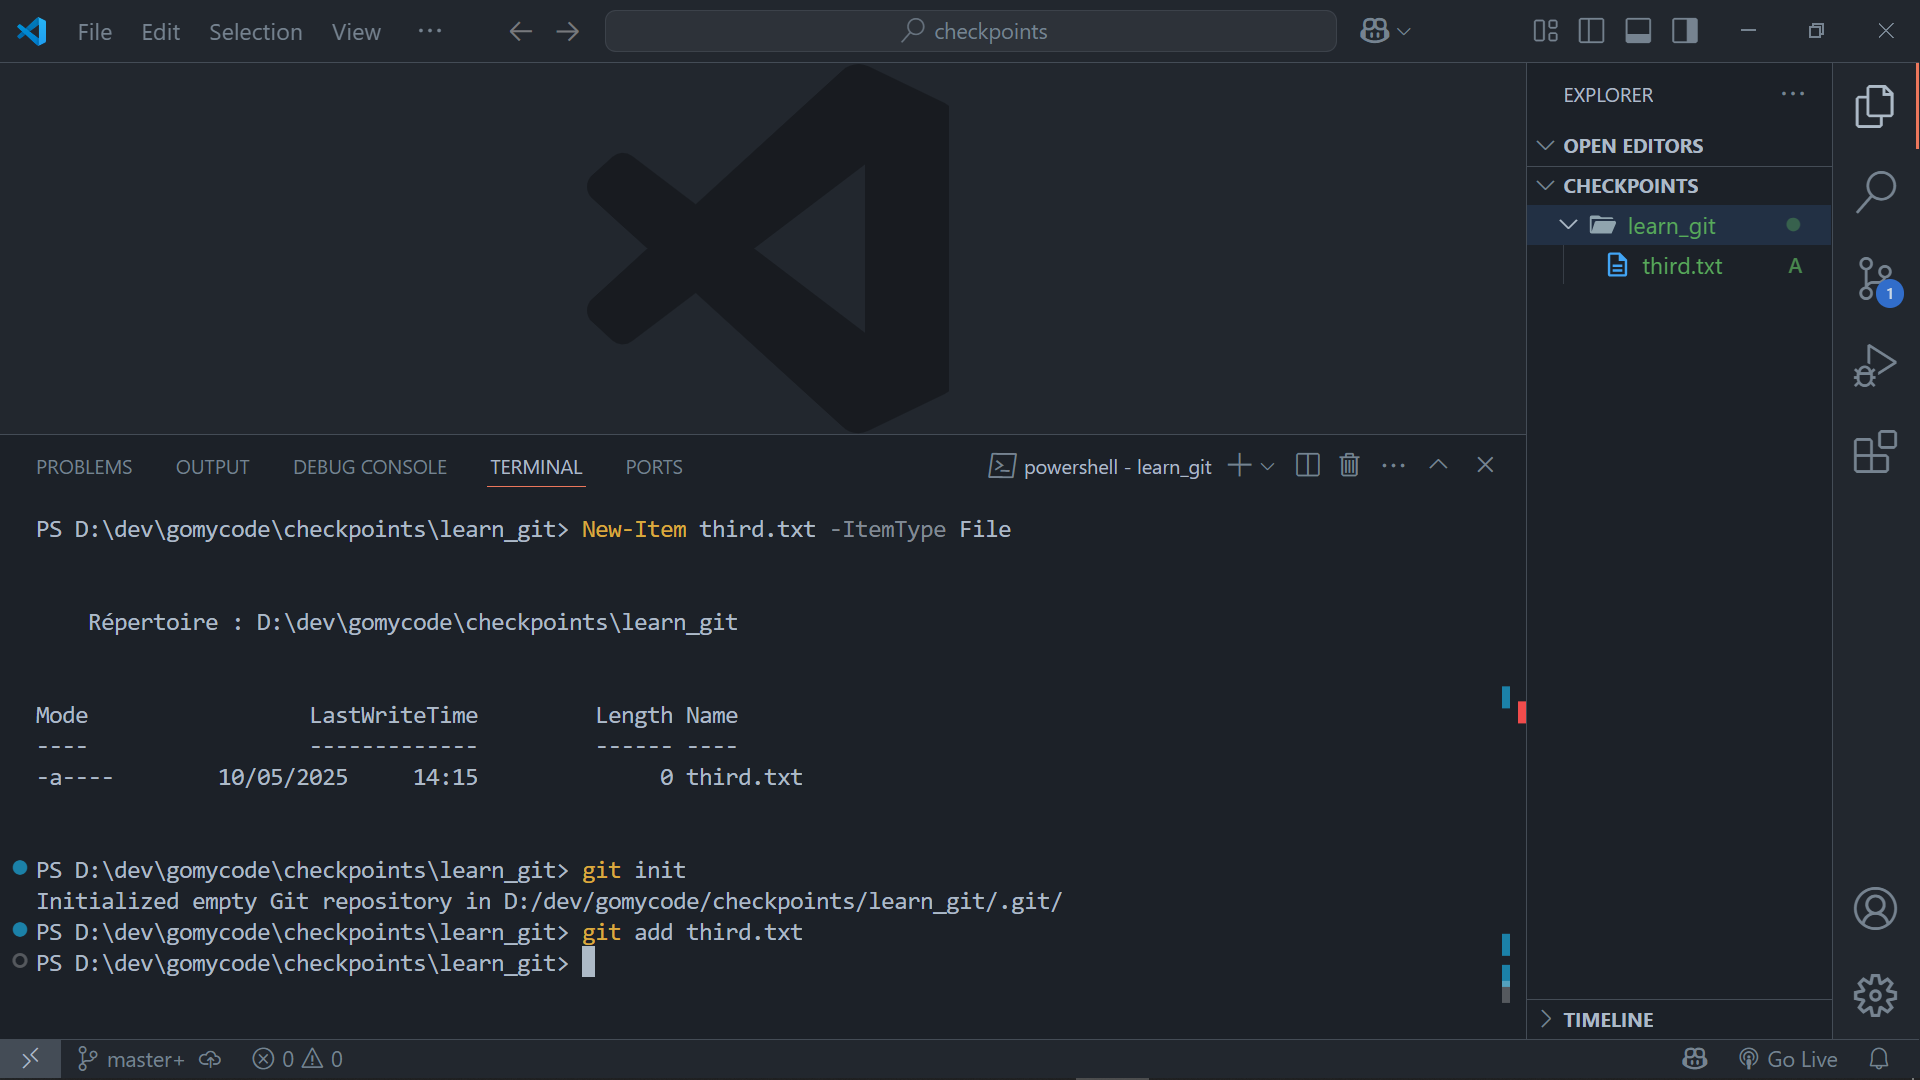 File Edit Selection View ···
checkpoints
EXPLORER ···
OPEN EDITORS
CHECKPOINTS
learn_git
third.txt A
1
PROBLEMS OUTPUT DEBUG CONSOLE TERMINAL PORTS
powershell - learn_git ···
PS D:\dev\gomycode\checkpoints\learn_git> New-Item third.txt -ItemType File
Répertoire : D:\dev\gomycode\checkpoints\learn_git
Mode LastWriteTime Length Name
---- ------------- ------ ----
-a---- 10/05/2025 14:15 0 third.txt
PS D:\dev\gomycode\checkpoints\learn_git> git init
Initialized empty Git repository in D:/dev/gomycode/checkpoints/learn_git/.git/
PS D:\dev\gomycode\checkpoints\learn_git> git add third.txt
PS D:\dev\gomycode\checkpoints\learn_git>
TIMELINE
master+ 0 0 Go Live